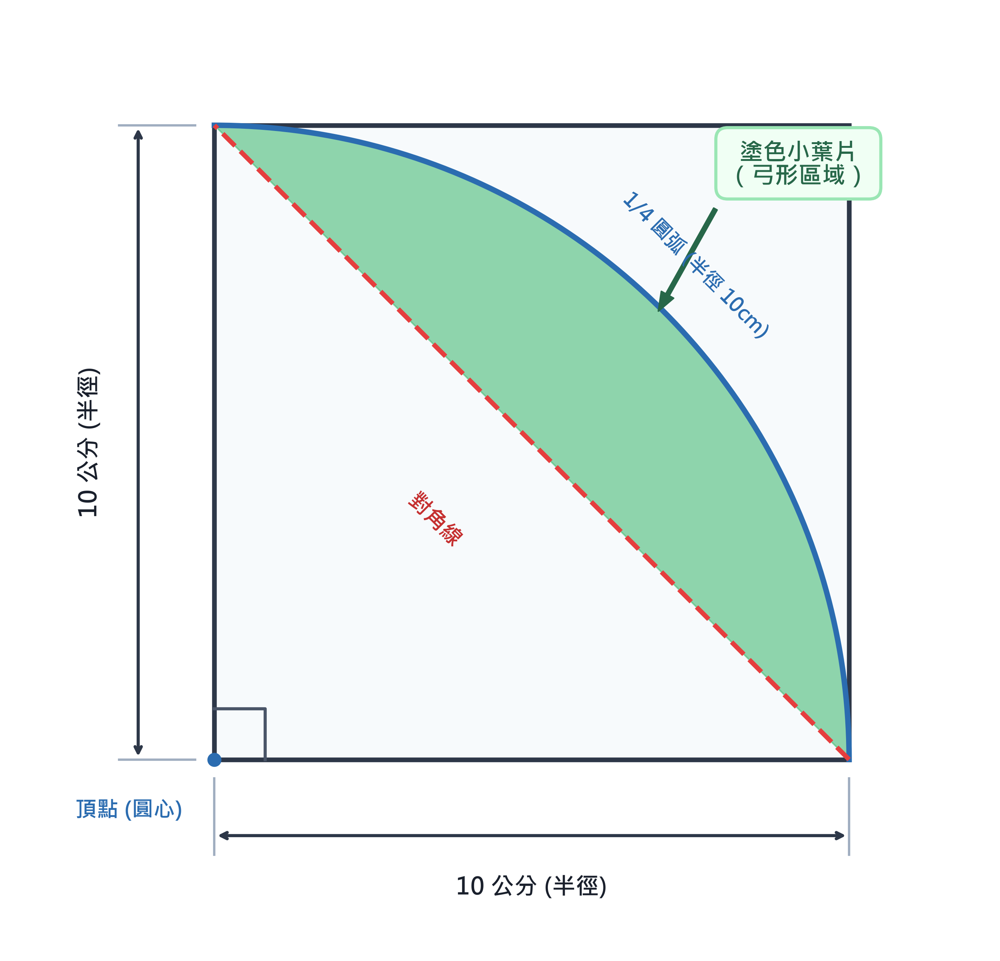 塗色小葉片
(弓形區域)
1/4 圓弧 (半徑 10cm)
10 公分 (半徑)
對角線
頂點 (圓心)
10 公分 (半徑)